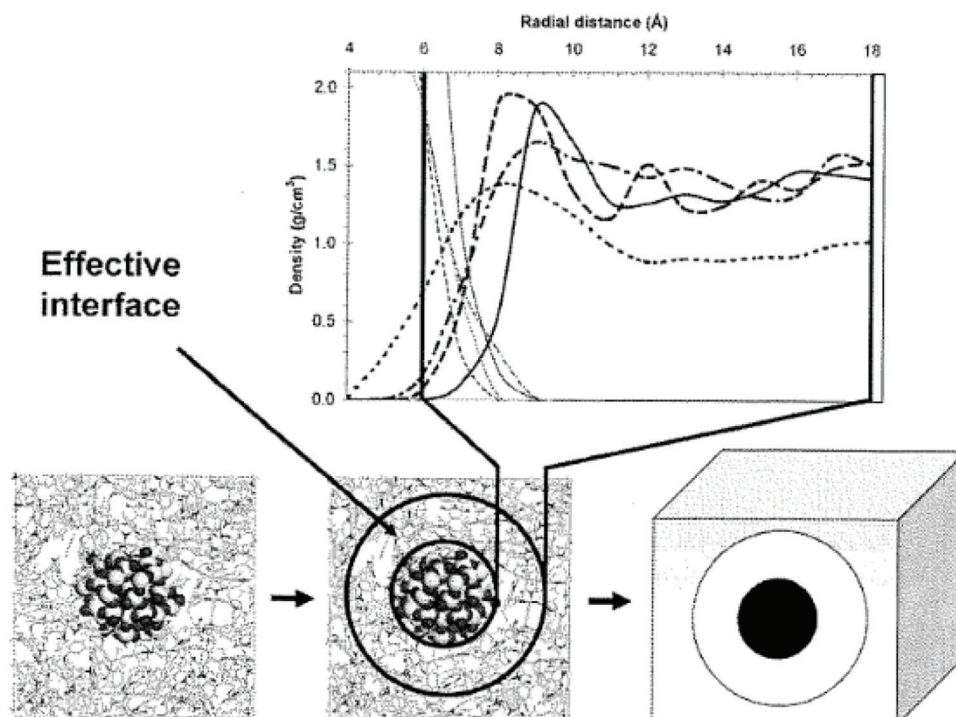 Radial distance (Å)
4 6 8 10 12 14 16 18
2.0
1.5
1.0
0.5
0.0
Density (g/cm³)
Effective
interface